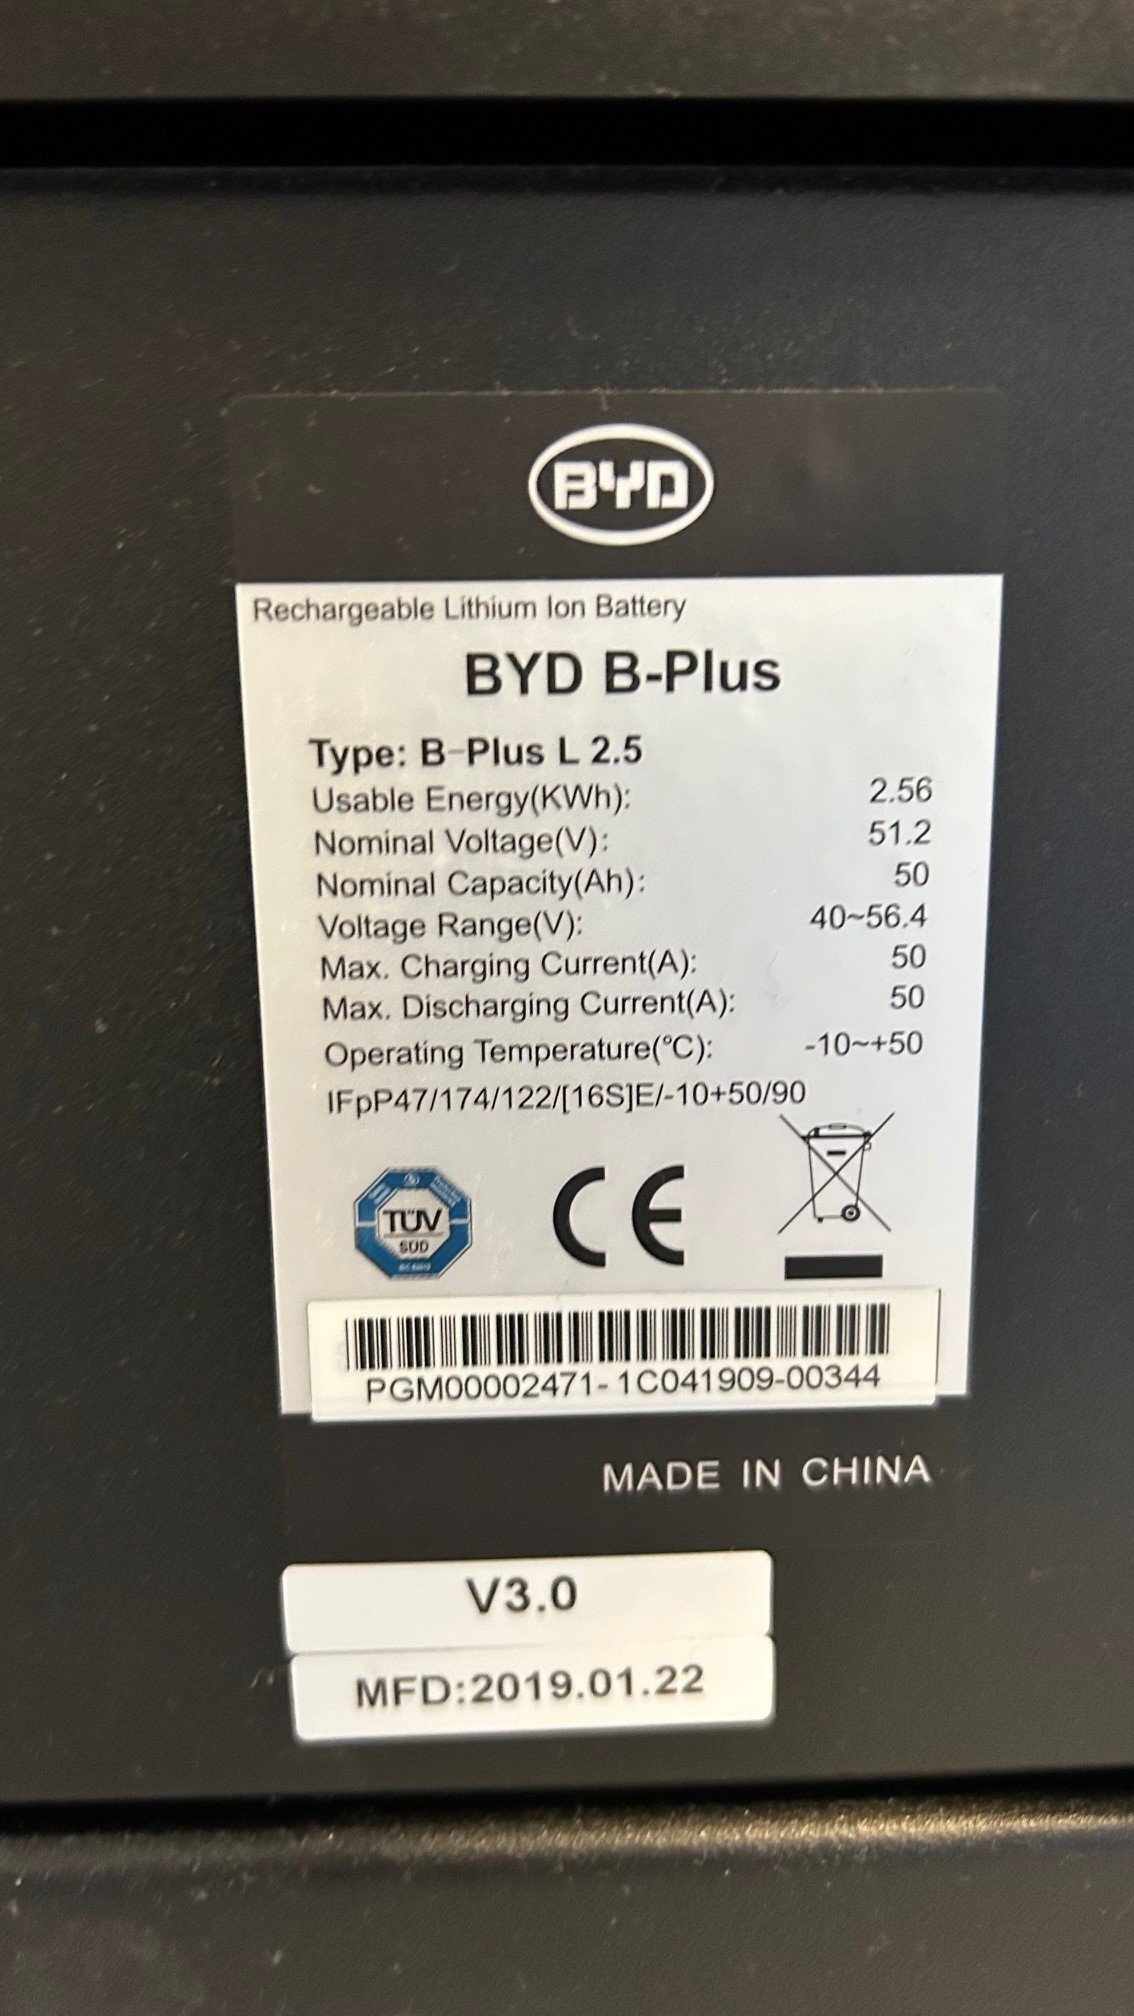 BYD
Rechargeable Lithium Ion Battery
BYD B-Plus
Type: B-Plus L 2.5
Usable Energy(KWh): 2.56
Nominal Voltage(V): 51.2
Nominal Capacity(Ah): 50
Voltage Range(V): 40~56.4
Max. Charging Current(A): 50
Max. Discharging Current(A): 50
Operating Temperature(℃): -10~+50
IFpP47/174/122/[16S]E/-10+50/90
TÜV
SÜD
CE
PGM00002471-1C041909-00344
MADE IN CHINA
V3.0
MFD:2019.01.22